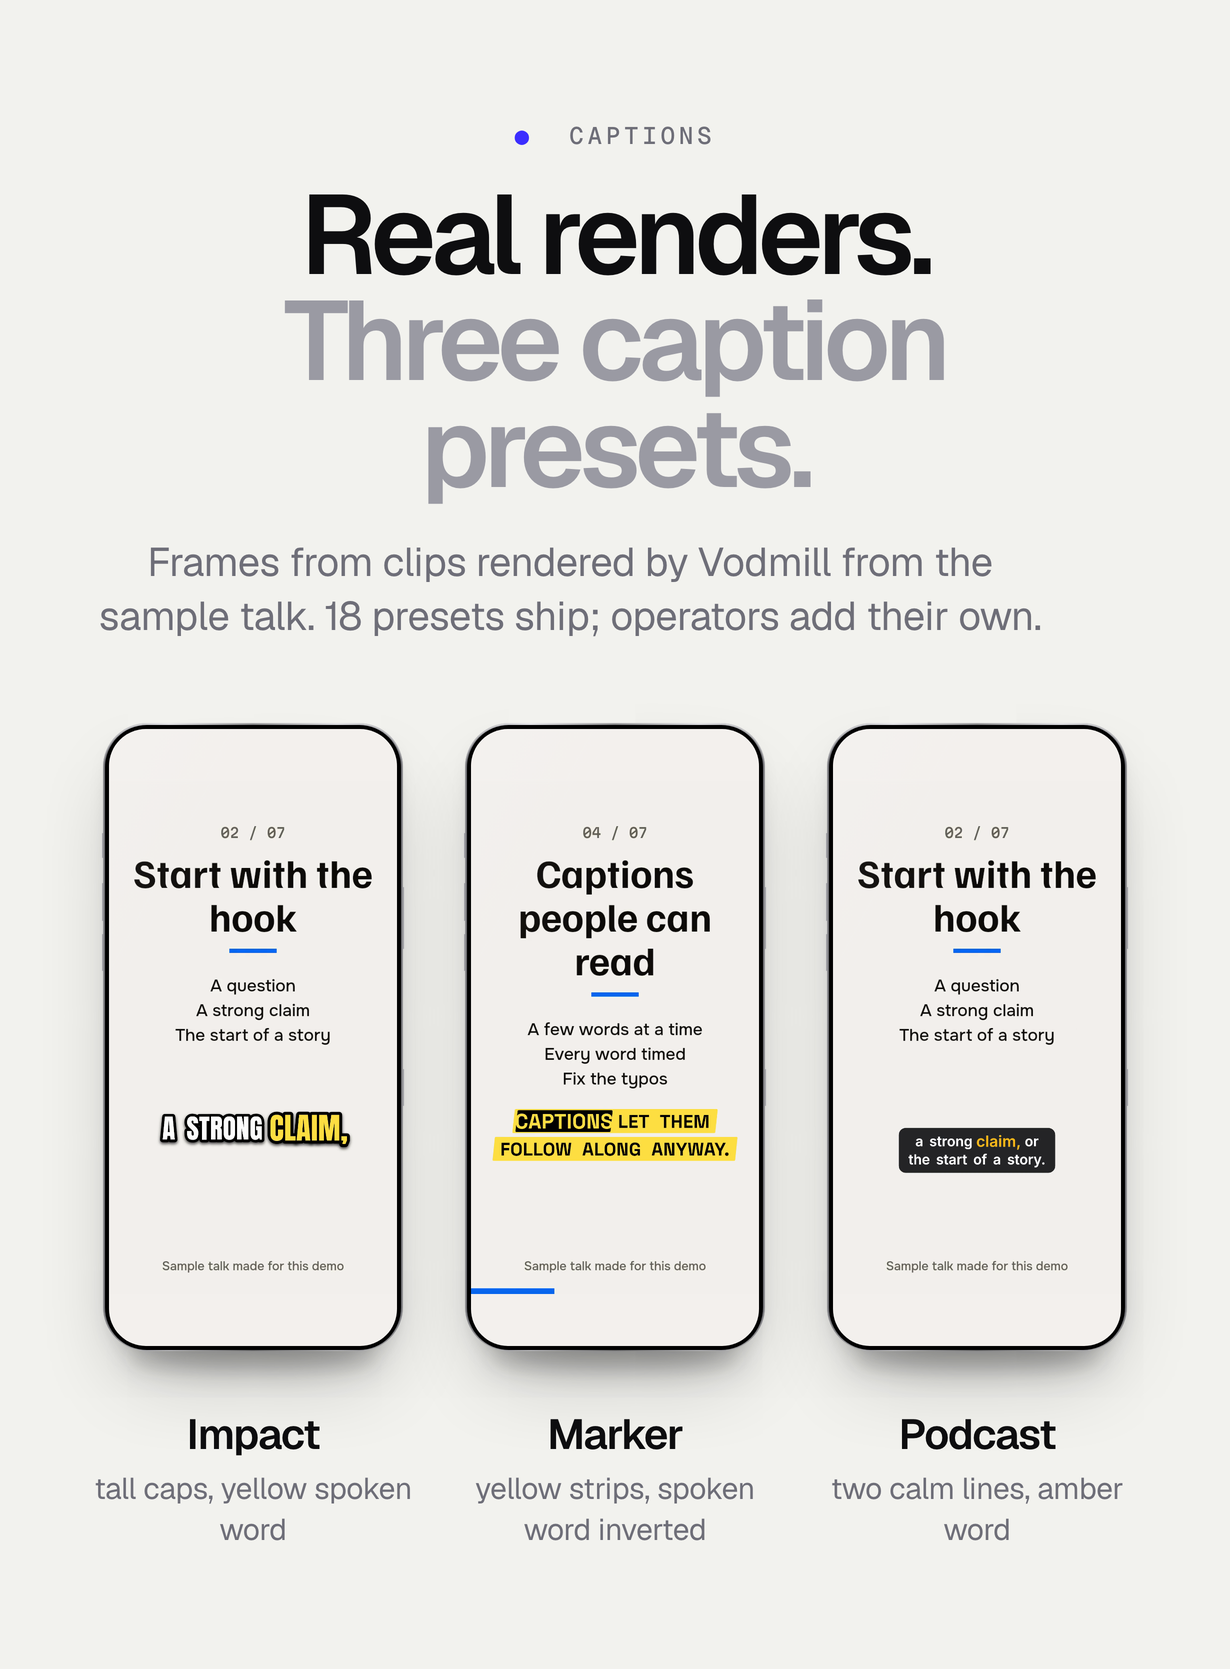 CAPTIONS
Real renders.
Three caption
presets.
Frames from clips rendered by Vodmill from the
sample talk. 18 presets ship; operators add their own.
02 / 07
Start with the
hook
A question
A strong claim
The start of a story
A STRONG CLAIM,
Sample talk made for this demo
04 / 07
Captions
people can
read
A few words at a time
Every word timed
Fix the typos
CAPTIONS LET THEM
FOLLOW ALONG ANYWAY.
Sample talk made for this demo
02 / 07
Start with the
hook
A question
A strong claim
The start of a story
a strong claim, or
the start of a story.
Sample talk made for this demo
Impact
tall caps, yellow spoken
word
Marker
yellow strips, spoken
word inverted
Podcast
two calm lines, amber
word